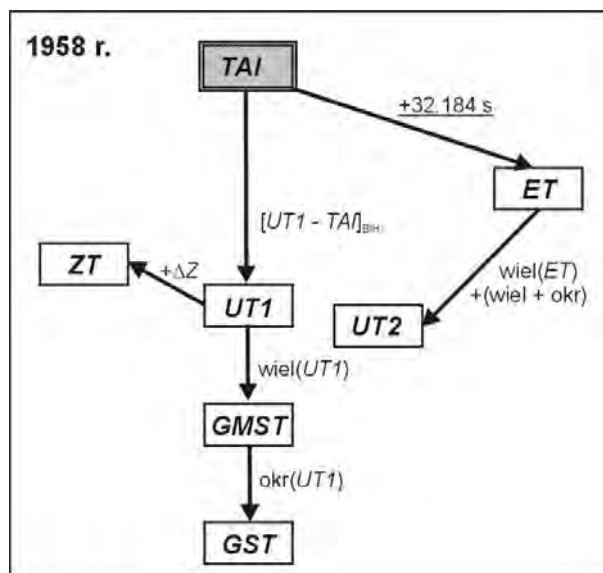 1958 r.
TAI
+32.184 s
ET
[UT1 - TAI]BIH
ZT
+ΔZ
UT1
wiel(ET)
+(wiel + okr)
UT2
wiel(UT1)
GMST
okr(UT1)
GST